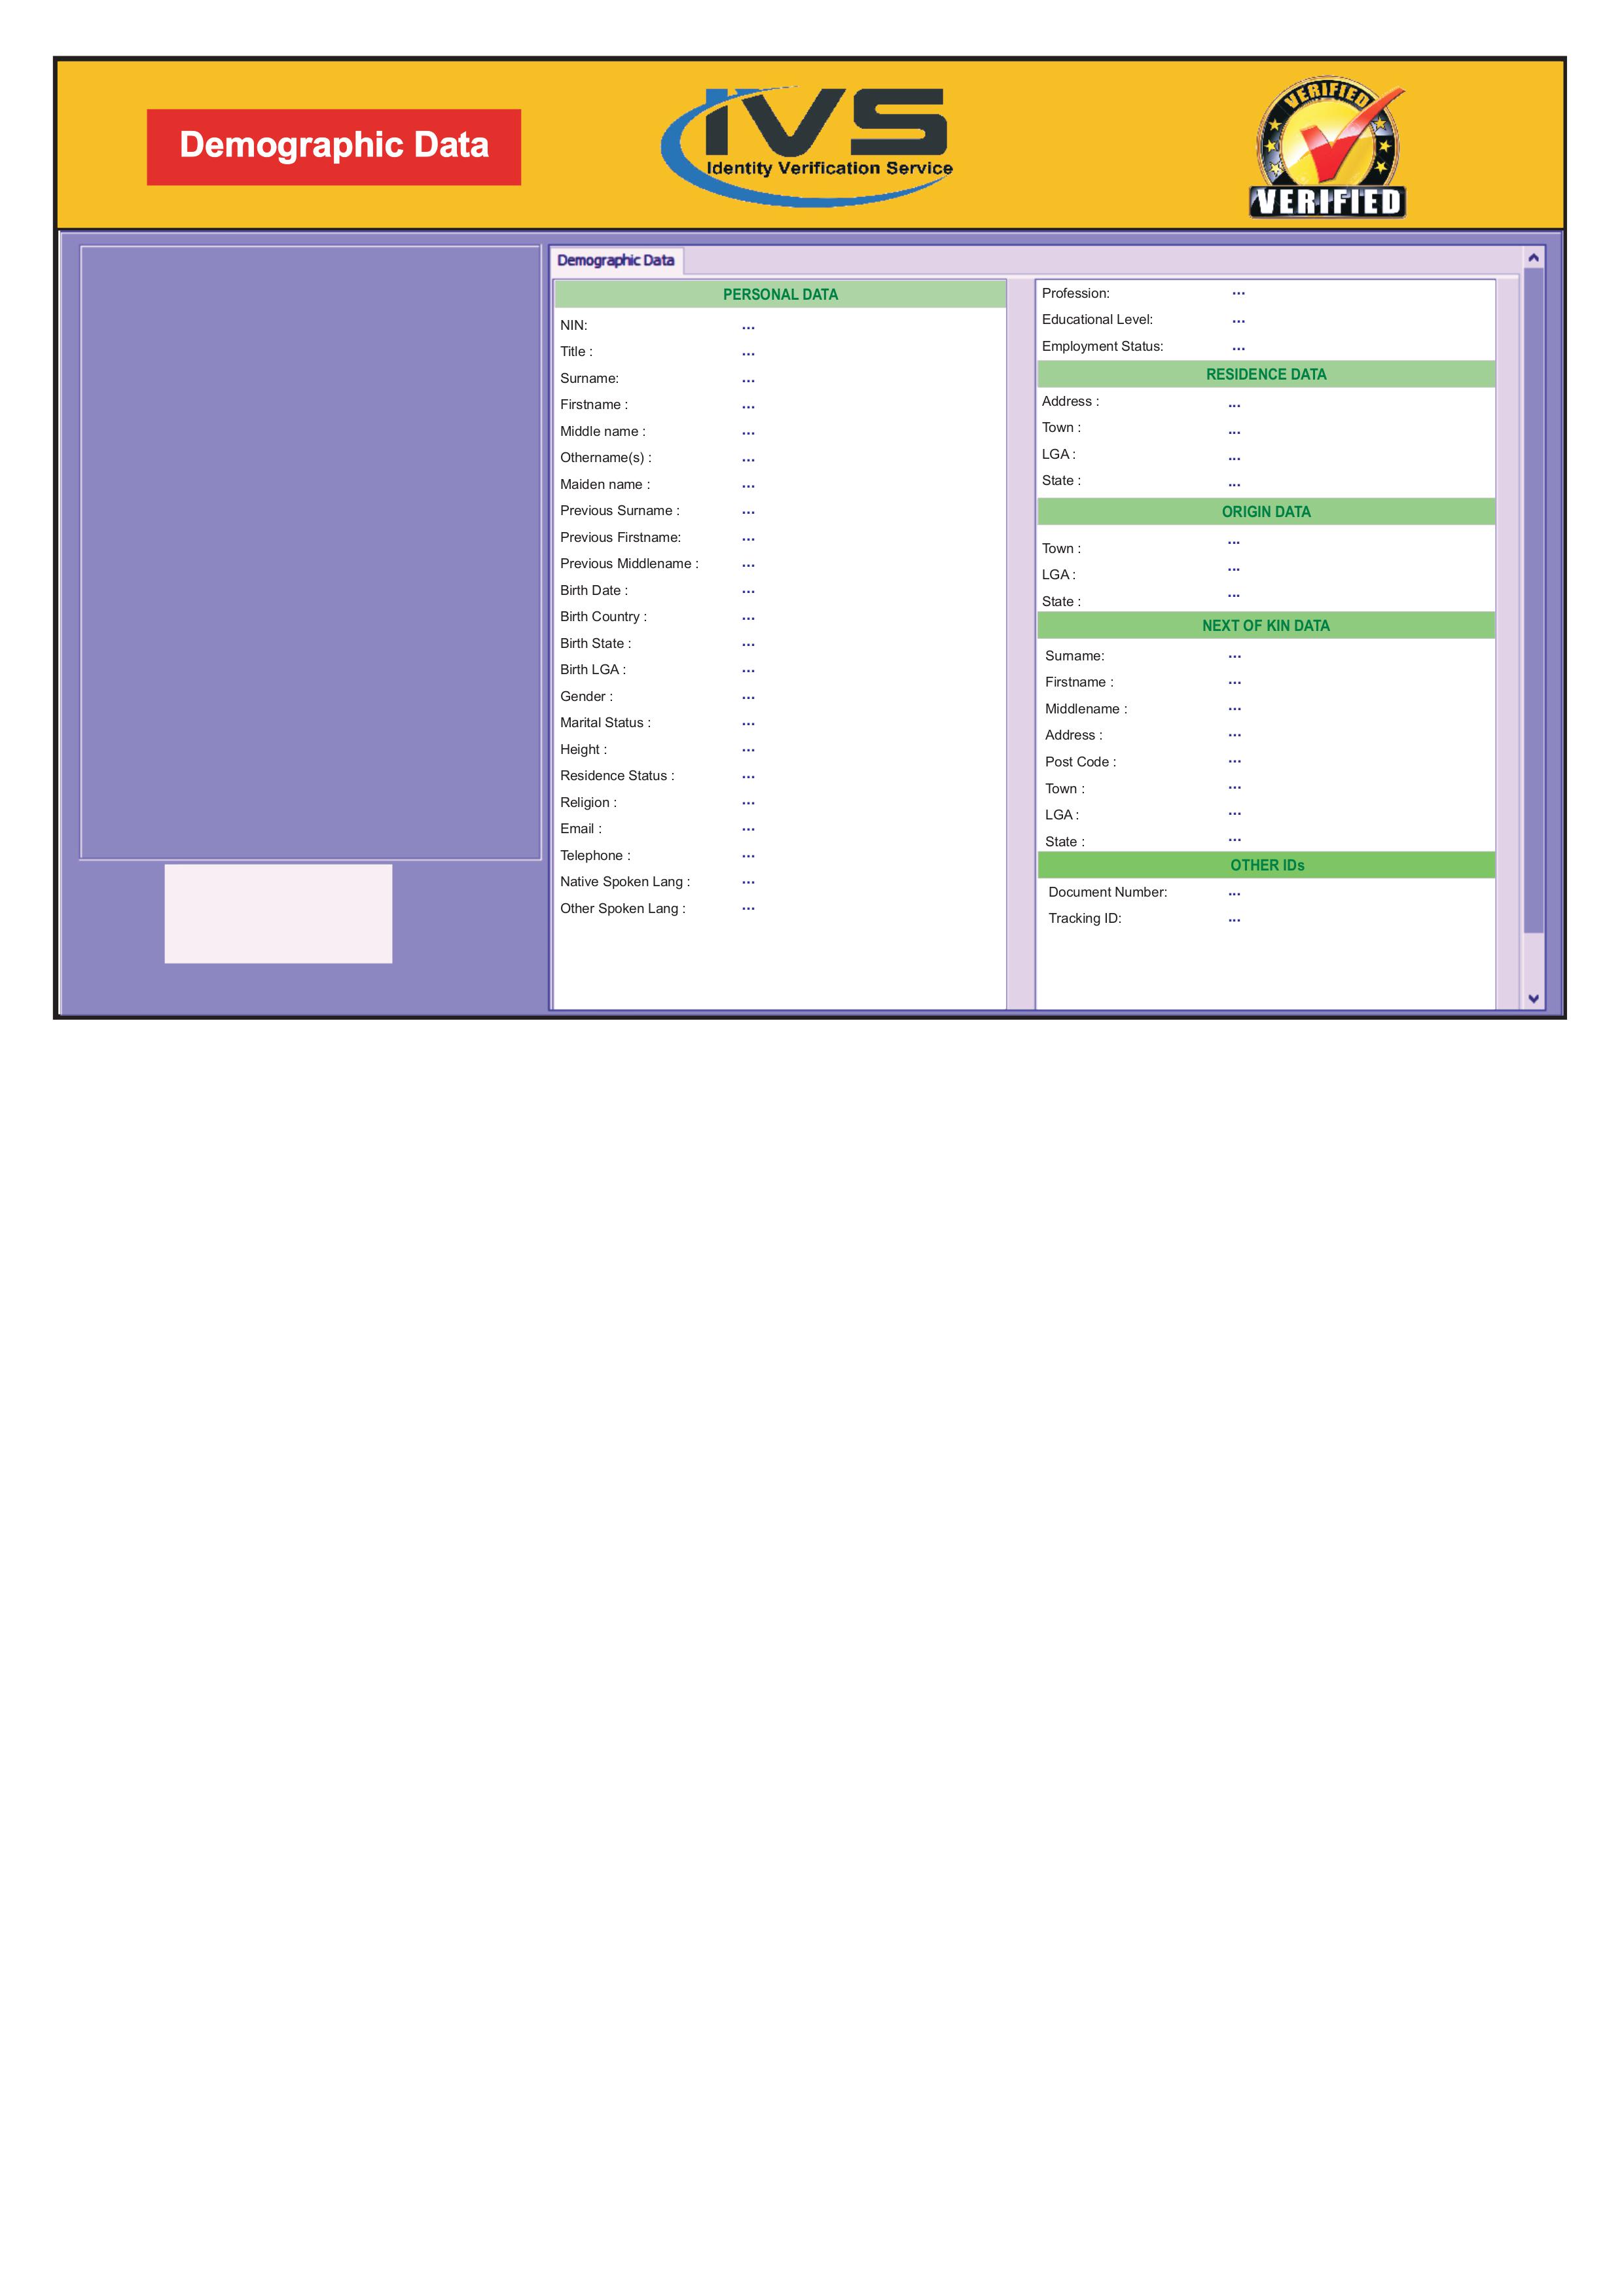 Demographic Data
IVS
Identity Verification Service
VERIFIED
VERIFIED
Demographic Data
PERSONAL DATA
NIN: ...
Title : ...
Surname: ...
Firstname : ...
Middle name : ...
Othername(s) : ...
Maiden name : ...
Previous Surname : ...
Previous Firstname: ...
Previous Middlename : ...
Birth Date : ...
Birth Country : ...
Birth State : ...
Birth LGA : ...
Gender : ...
Marital Status : ...
Height : ...
Residence Status : ...
Religion : ...
Email : ...
Telephone : ...
Native Spoken Lang : ...
Other Spoken Lang : ...
Profession: ...
Educational Level: ...
Employment Status: ...
RESIDENCE DATA
Address : ...
Town : ...
LGA : ...
State : ...
ORIGIN DATA
Town : ...
LGA : ...
State : ...
NEXT OF KIN DATA
Surname: ...
Firstname : ...
Middlename : ...
Address : ...
Post Code : ...
Town : ...
LGA : ...
State : ...
OTHER IDs
Document Number: ...
Tracking ID: ...